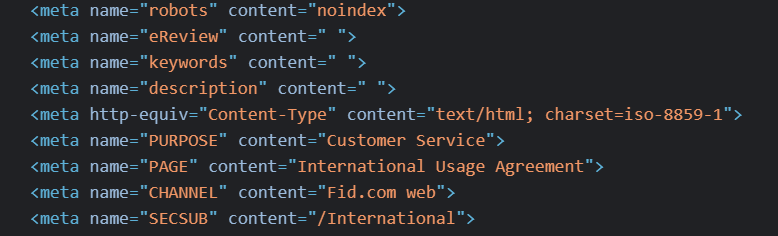 <meta name="robots" content="noindex">
<meta name="eReview" content=" ">
<meta name="keywords" content=" ">
<meta name="description" content=" ">
<meta http-equiv="Content-Type" content="text/html; charset=iso-8859-1">
<meta name="PURPOSE" content="Customer Service">
<meta name="PAGE" content="International Usage Agreement">
<meta name="CHANNEL" content="Fid.com web">
<meta name="SECSUB" content="/International">